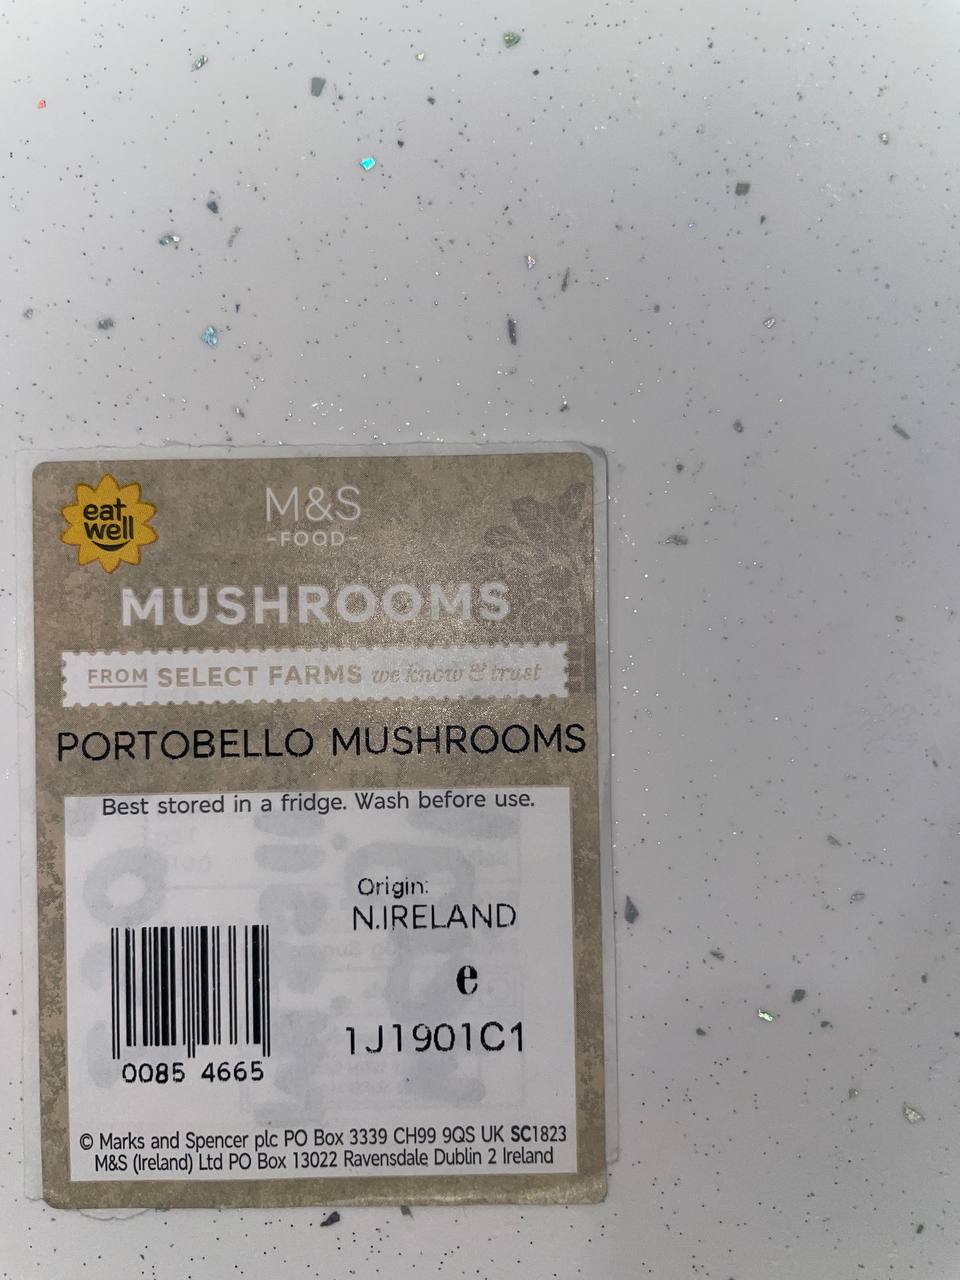 eat
well
M&S
-FOOD-
MUSHROOMS
FROM SELECT FARMS we know & trust
PORTOBELLO MUSHROOMS
Best stored in a fridge. Wash before use.
Origin:
N.IRELAND
e
1J1901C1
0085 4665
© Marks and Spencer plc PO Box 3339 CH99 9QS UK SC1823
M&S (Ireland) Ltd PO Box 13022 Ravensdale Dublin 2 Ireland